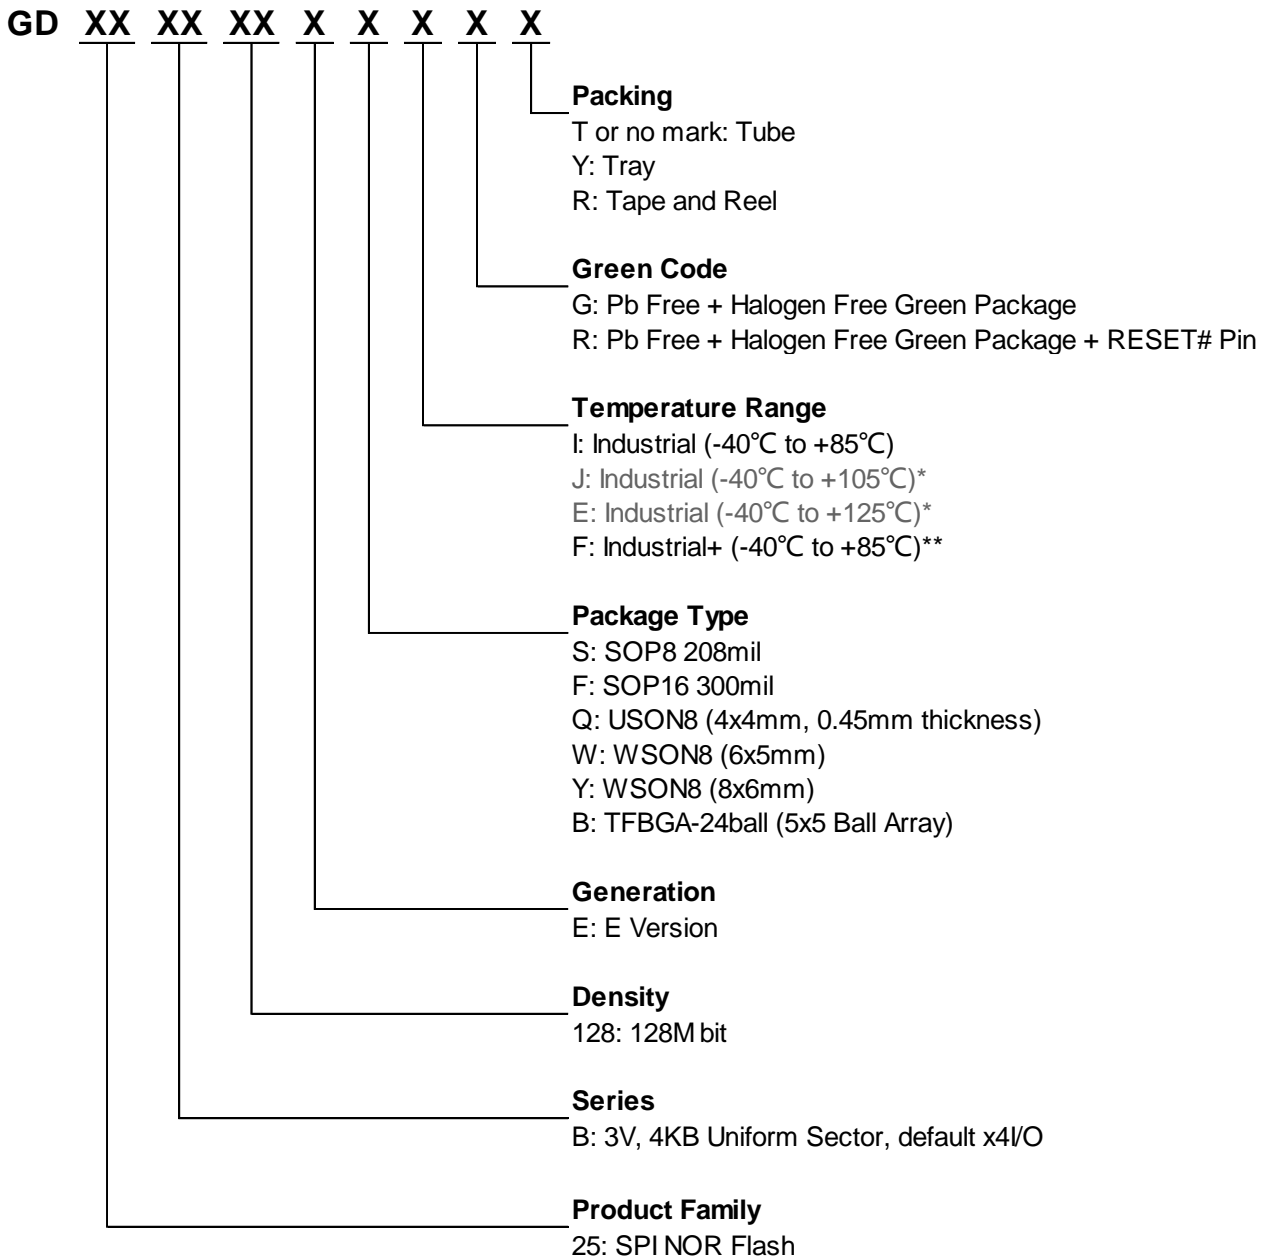 GD XX XX XX X X X X X
Packing
T or no mark: Tube
Y: Tray
R: Tape and Reel
Green Code
G: Pb Free + Halogen Free Green Package
R: Pb Free + Halogen Free Green Package + RESET# Pin
Temperature Range
I: Industrial (-40℃ to +85℃)
J: Industrial (-40℃ to +105℃)*
E: Industrial (-40℃ to +125℃)*
F: Industrial+ (-40℃ to +85℃)**
Package Type
S: SOP8 208mil
F: SOP16 300mil
Q: USON8 (4x4mm, 0.45mm thickness)
W: WSON8 (6x5mm)
Y: WSON8 (8x6mm)
B: TFBGA-24ball (5x5 Ball Array)
Generation
E: E Version
Density
128: 128M bit
Series
B: 3V, 4KB Uniform Sector, default x4I/O
Product Family
25: SPI NOR Flash